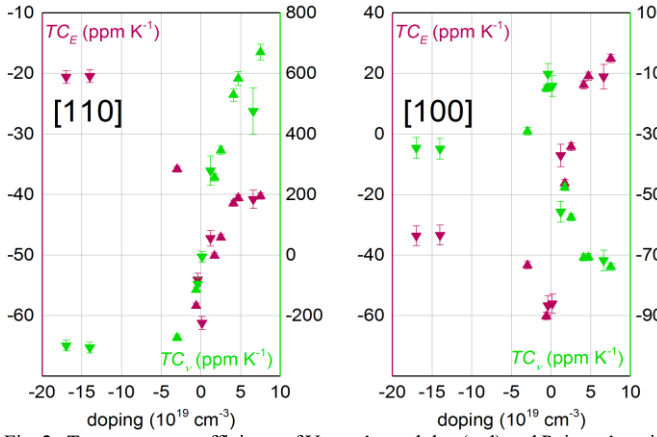 -10 800 40 -10
TC_E (ppm K⁻¹) TC_E (ppm K⁻¹)
-20 600 20 -30
[110] [100]
-30 400 0 -50
-40 200 -20 -70
-50 0 -40
-60 -200 -60 -90
TC_ν (ppm K⁻¹) TC_ν (ppm K⁻¹)
-20 -15 -10 -5 0 5 10 -20 -15 -10 -5 0 5 10
doping (10¹⁹ cm⁻³) doping (10¹⁹ cm⁻³)